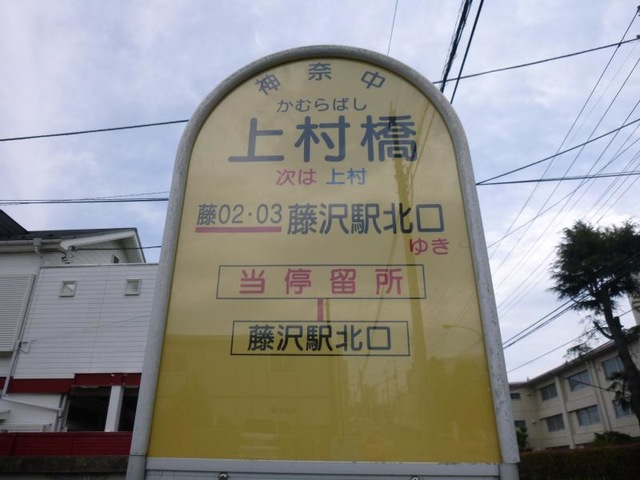 神奈中
かむらばし
上村橋
次は 上村
藤02・03 藤沢駅北口
ゆき
当停留所
藤沢駅北口